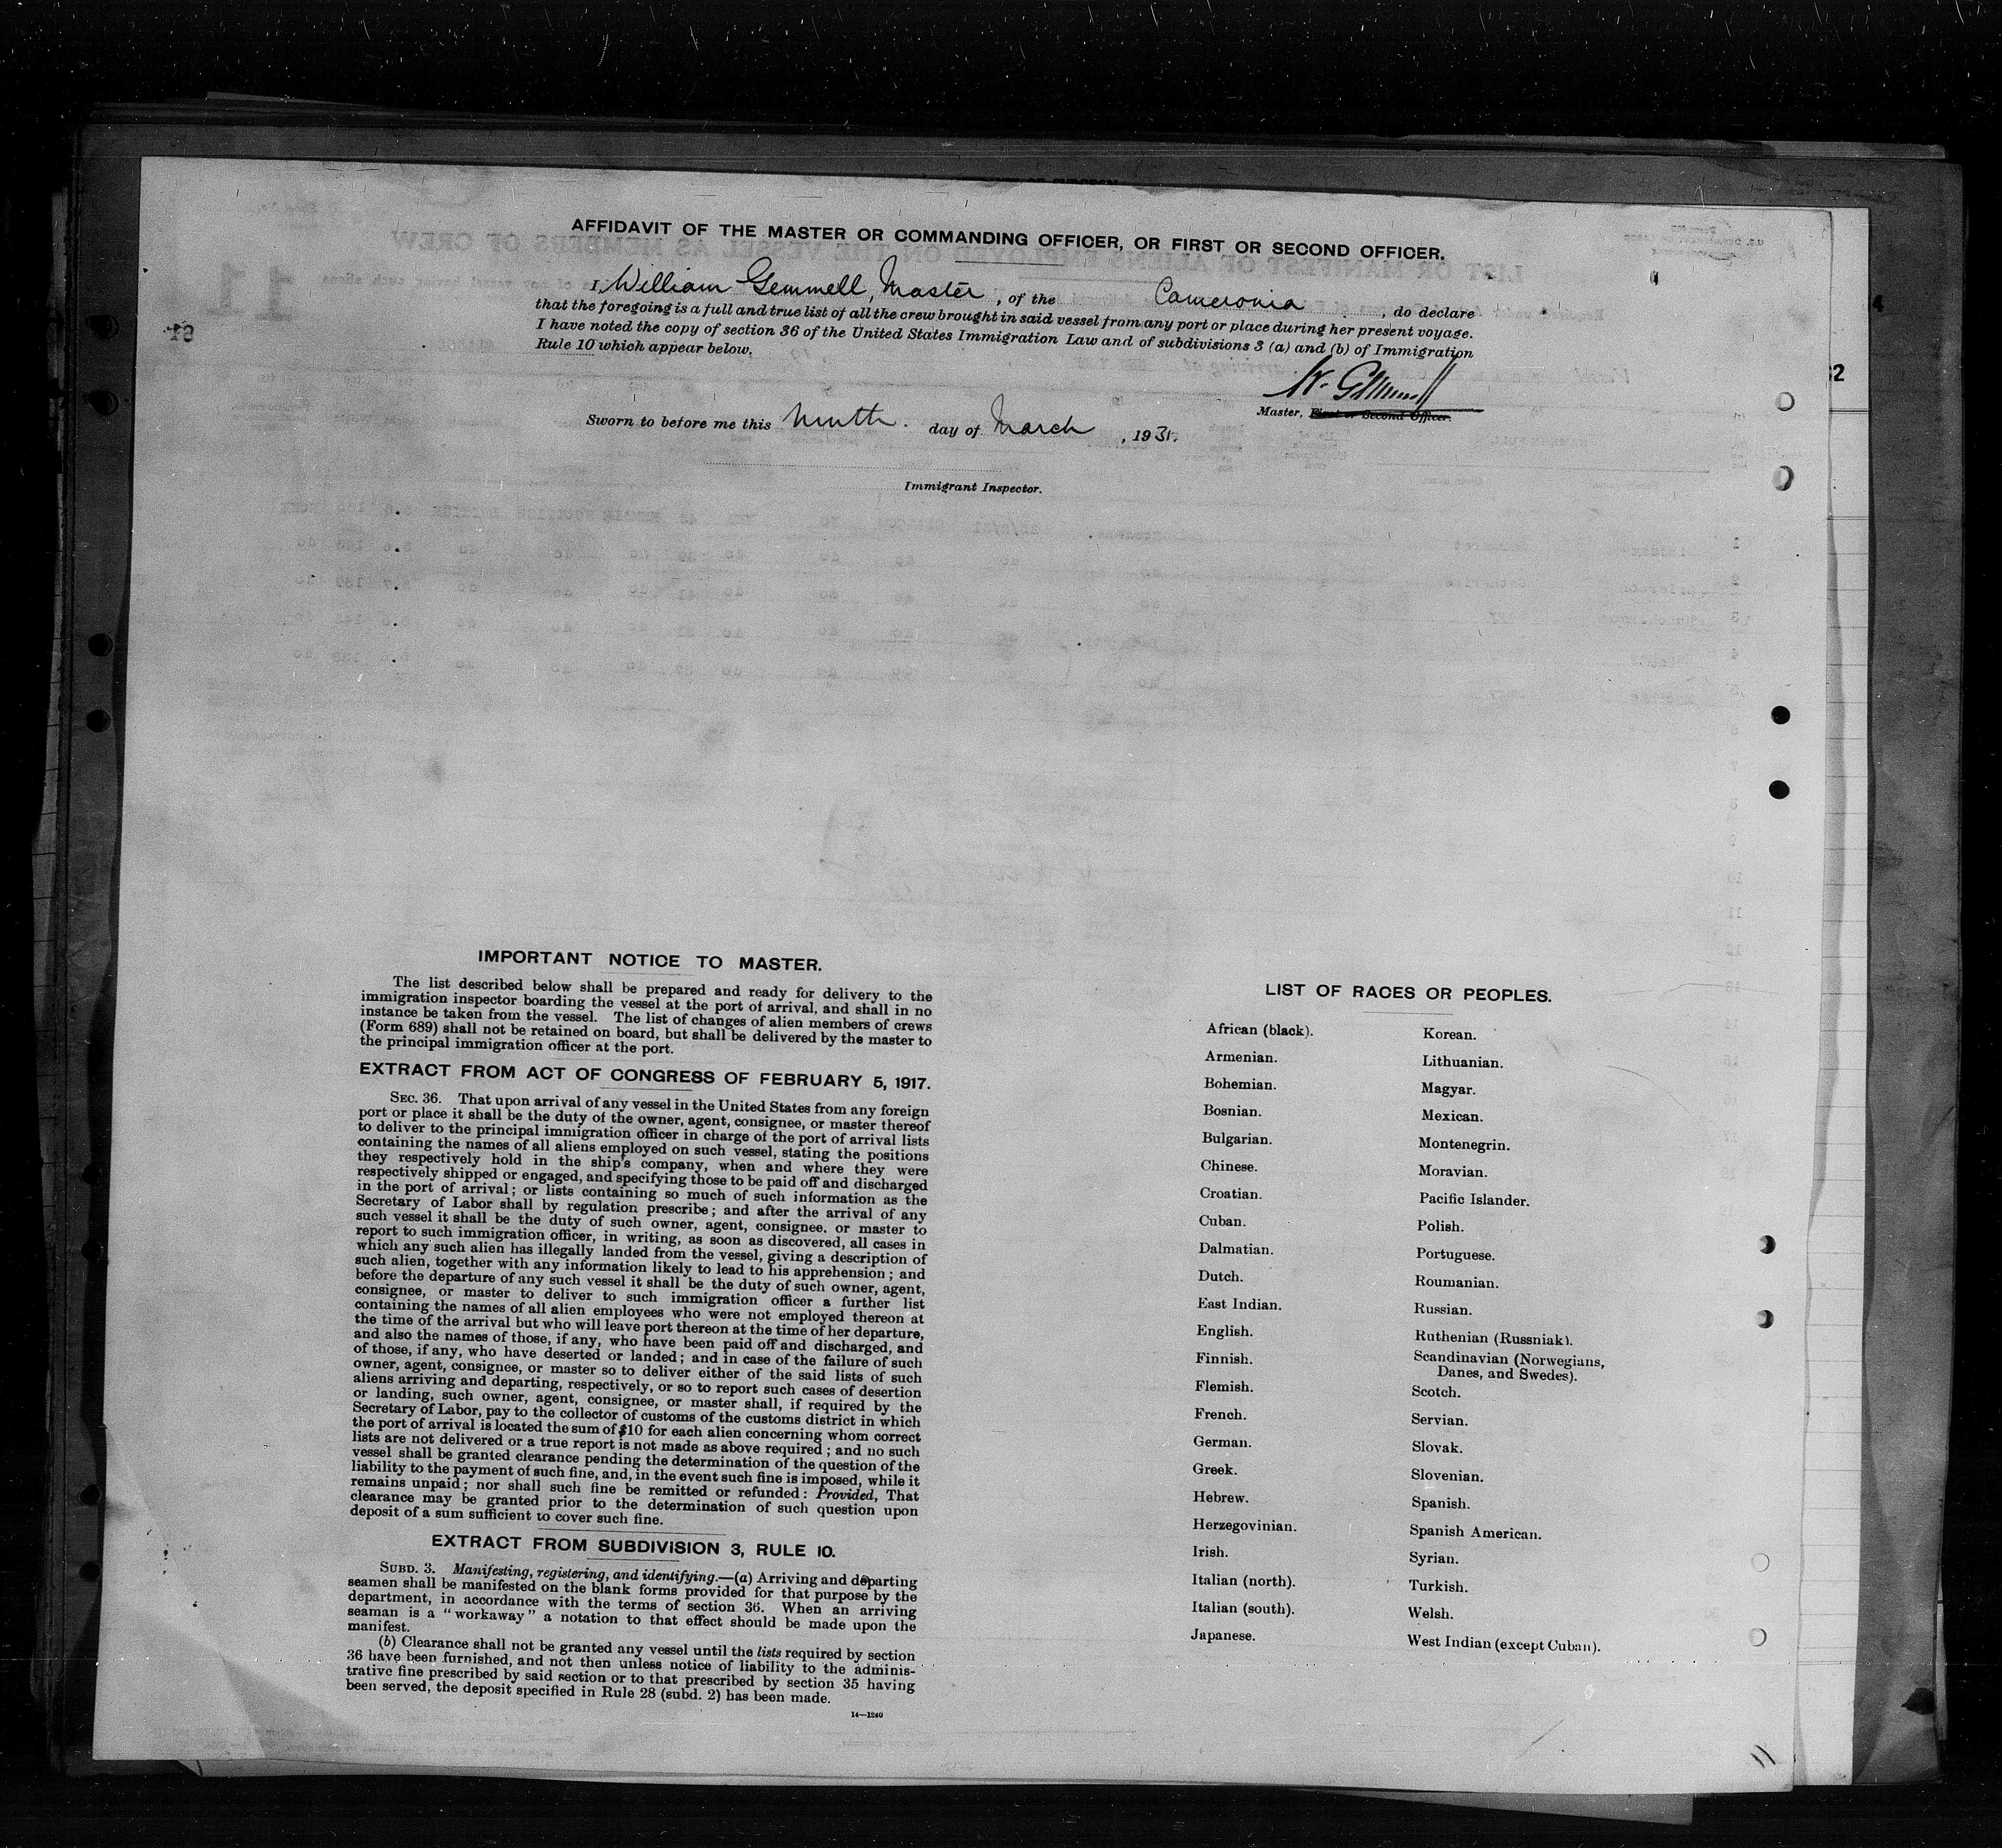 AFFIDAVIT OF THE MASTER OR COMMANDING OFFICER, OR FIRST OR SECOND OFFICER.
I, William Gemmell, Master, of the Cameronia, do declare
that the foregoing is a full and true list of all the crew brought in said vessel from any port or place during her present voyage.
I have noted the copy of section 36 of the United States Immigration Law and of subdivisions 3 (a) and (b) of Immigration
Rule 10 which appear below.
W. Gemmell
Master, First or Second Officer.
Sworn to before me this Ninth. day of March, 1931.
Immigrant Inspector.
IMPORTANT NOTICE TO MASTER.
The list described below shall be prepared and ready for delivery to the
immigration inspector boarding the vessel at the port of arrival, and shall in no
instance be taken from the vessel. The list of changes of alien members of crews
(Form 689) shall not be retained on board, but shall be delivered by the master to
the principal immigration officer at the port.
EXTRACT FROM ACT OF CONGRESS OF FEBRUARY 5, 1917.
SEC. 36. That upon arrival of any vessel in the United States from any foreign
port or place it shall be the duty of the owner, agent, consignee, or master thereof
to deliver to the principal immigration officer in charge of the port of arrival lists
containing the names of all aliens employed on such vessel, stating the positions
they respectively hold in the ship's company, when and where they were
respectively shipped or engaged, and specifying those to be paid off and discharged
in the port of arrival; or lists containing so much of such information as the
Secretary of Labor shall by regulation prescribe; and after the arrival of any
such vessel it shall be the duty of such owner, agent, consignee, or master to
report to such immigration officer, in writing, as soon as discovered, all cases in
which any such alien has illegally landed from the vessel, giving a description of
such alien, together with any information likely to lead to his apprehension; and
before the departure of any such vessel it shall be the duty of such owner, agent,
consignee, or master to deliver to such immigration officer a further list
containing the names of all alien employees who were not employed thereon at
the time of the arrival but who will leave port thereon at the time of her departure,
and also the names of those, if any, who have been paid off and discharged, and
of those, if any, who have deserted or landed; and in case of the failure of such
owner, agent, consignee, or master so to deliver either of the said lists of such
aliens arriving and departing, respectively, or so to report such cases of desertion
or landing, such owner, agent, consignee, or master shall, if required by the
Secretary of Labor, pay to the collector of customs of the customs district in which
the port of arrival is located the sum of $10 for each alien concerning whom correct
lists are not delivered or a true report is not made as above required; and no such
vessel shall be granted clearance pending the determination of the question of the
liability to the payment of such fine, and, in the event such fine is imposed, while it
remains unpaid; nor shall such fine be remitted or refunded: Provided, That
clearance may be granted prior to the determination of such question upon
deposit of a sum sufficient to cover such fine.
EXTRACT FROM SUBDIVISION 3, RULE 10.
SUBD. 3. Manifesting, registering, and identifying.—(a) Arriving and departing
seamen shall be manifested on the blank forms provided for that purpose by the
department, in accordance with the terms of section 36. When an arriving
seaman is a "workaway" a notation to that effect should be made upon the
manifest.
(b) Clearance shall not be granted any vessel until the lists required by section
36 have been furnished, and not then unless notice of liability to the adminis-
trative fine prescribed by said section or to that prescribed by section 35 having
been served, the deposit specified in Rule 28 (subd. 2) has been made.
14—1240
LIST OF RACES OR PEOPLES.
African (black).
Armenian.
Bohemian.
Bosnian.
Bulgarian.
Chinese.
Croatian.
Cuban.
Dalmatian.
Dutch.
East Indian.
English.
Finnish.
Flemish.
French.
German.
Greek.
Hebrew.
Herzegovinian.
Irish.
Italian (north).
Italian (south).
Japanese.
Korean.
Lithuanian.
Magyar.
Mexican.
Montenegrin.
Moravian.
Pacific Islander.
Polish.
Portuguese.
Roumanian.
Russian.
Ruthenian (Russniak).
Scandinavian (Norwegians,
Danes, and Swedes).
Scotch.
Servian.
Slovak.
Slovenian.
Spanish.
Spanish American.
Syrian.
Turkish.
Welsh.
West Indian (except Cuban).
11